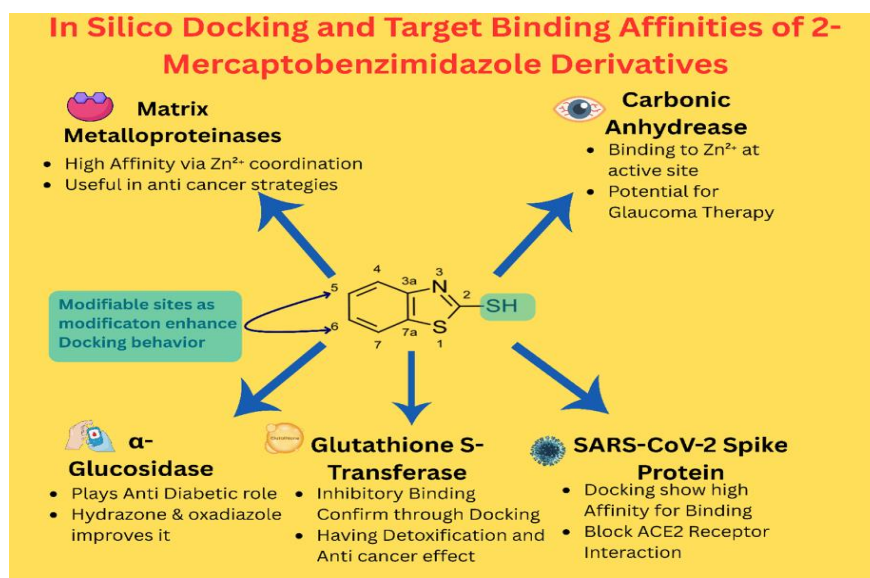 In Silico Docking and Target Binding Affinities of 2-
Mercaptobenzimidazole Derivatives
Matrix
Metalloproteinases
• High Affinity via Zn²⁺ coordination
• Useful in anti cancer strategies
Carbonic
Anhydrase
• Binding to Zn²⁺ at
active site
• Potential for
Glaucoma Therapy
Modifiable sites as
modificaton enhance
Docking behavior
4
3
5
3a
N
2
SH
6
7a
S
7
1
α-
Glucosidase
• Plays Anti Diabetic role
• Hydrazone & oxadiazole
improves it
Glutathione
Glutathione S-
Transferase
• Inhibitory Binding
Confirm through Docking
• Having Detoxification and
Anti cancer effect
SARS-CoV-2 Spike
Protein
• Docking show high
Affinity for Binding
• Block ACE2 Receptor
Interaction